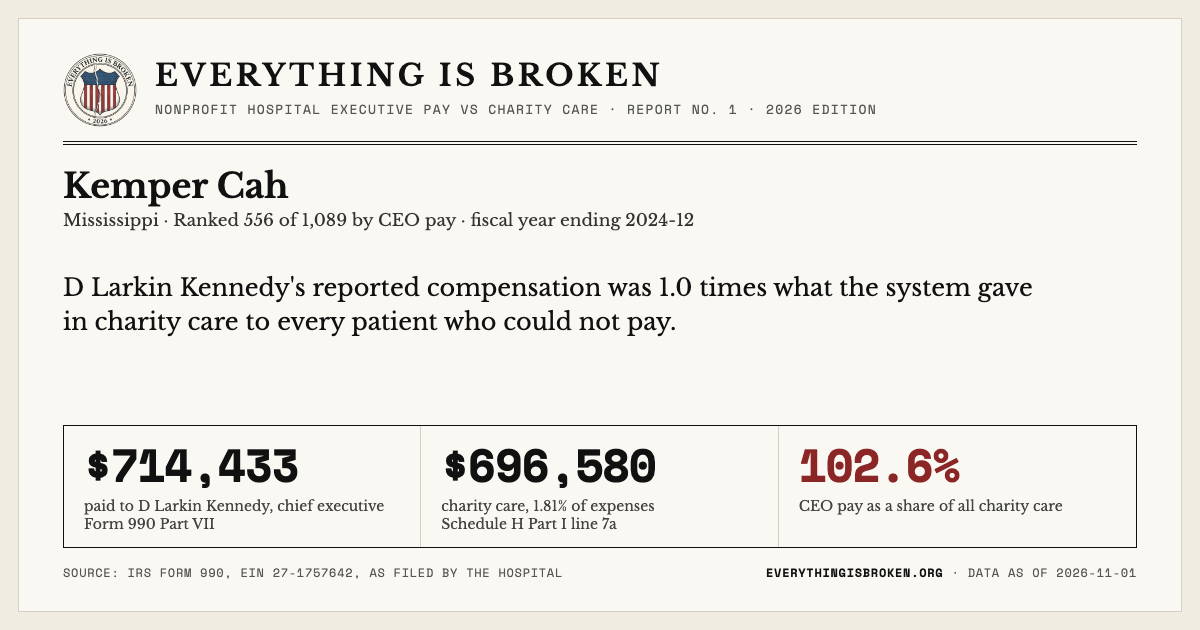 EVERYTHING IS BROKEN
· 2026 ·
EVERYTHING IS BROKEN
NONPROFIT HOSPITAL EXECUTIVE PAY VS CHARITY CARE · REPORT NO. 1 · 2026 EDITION
Kemper Cah
Mississippi · Ranked 556 of 1,089 by CEO pay · fiscal year ending 2024-12
D Larkin Kennedy's reported compensation was 1.0 times what the system gave
in charity care to every patient who could not pay.
$714,433
paid to D Larkin Kennedy, chief executive
Form 990 Part VII
$696,580
charity care, 1.81% of expenses
Schedule H Part I line 7a
102.6%
CEO pay as a share of all charity care
SOURCE: IRS FORM 990, EIN 27-1757642, AS FILED BY THE HOSPITAL
EVERYTHINGISBROKEN.ORG · DATA AS OF 2026-11-01